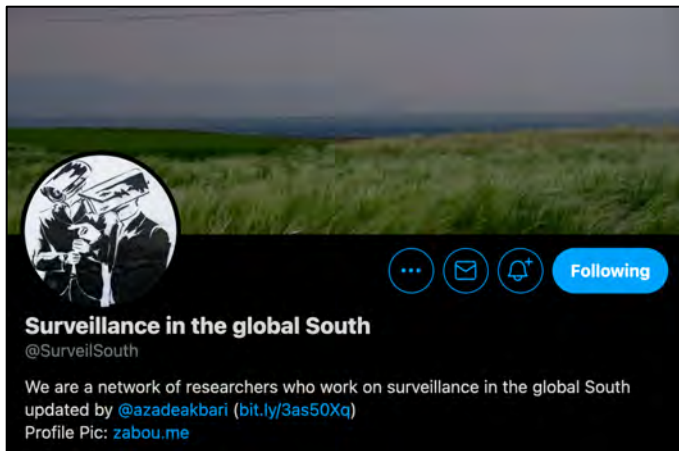 Following
Surveillance in the global South
@SurveilSouth
We are a network of researchers who work on surveillance in the global South
updated by @azadeakbari (bit.ly/3as50Xq)
Profile Pic: zabou.me